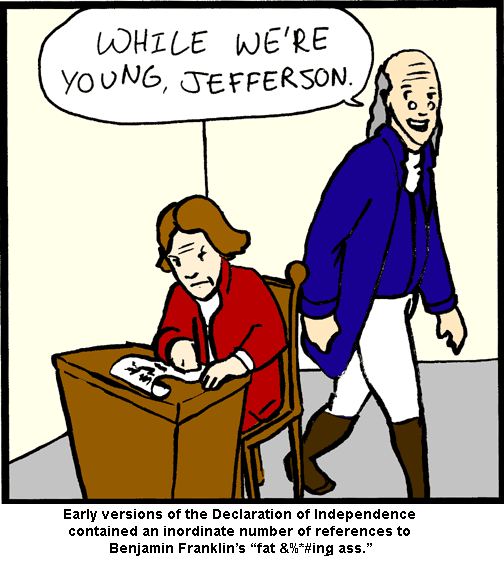 WHILE WE'RE
YOUNG, JEFFERSON.
Early versions of the Declaration of Independence
contained an inordinate number of references to
Benjamin Franklin's “fat &%*#ing ass.”